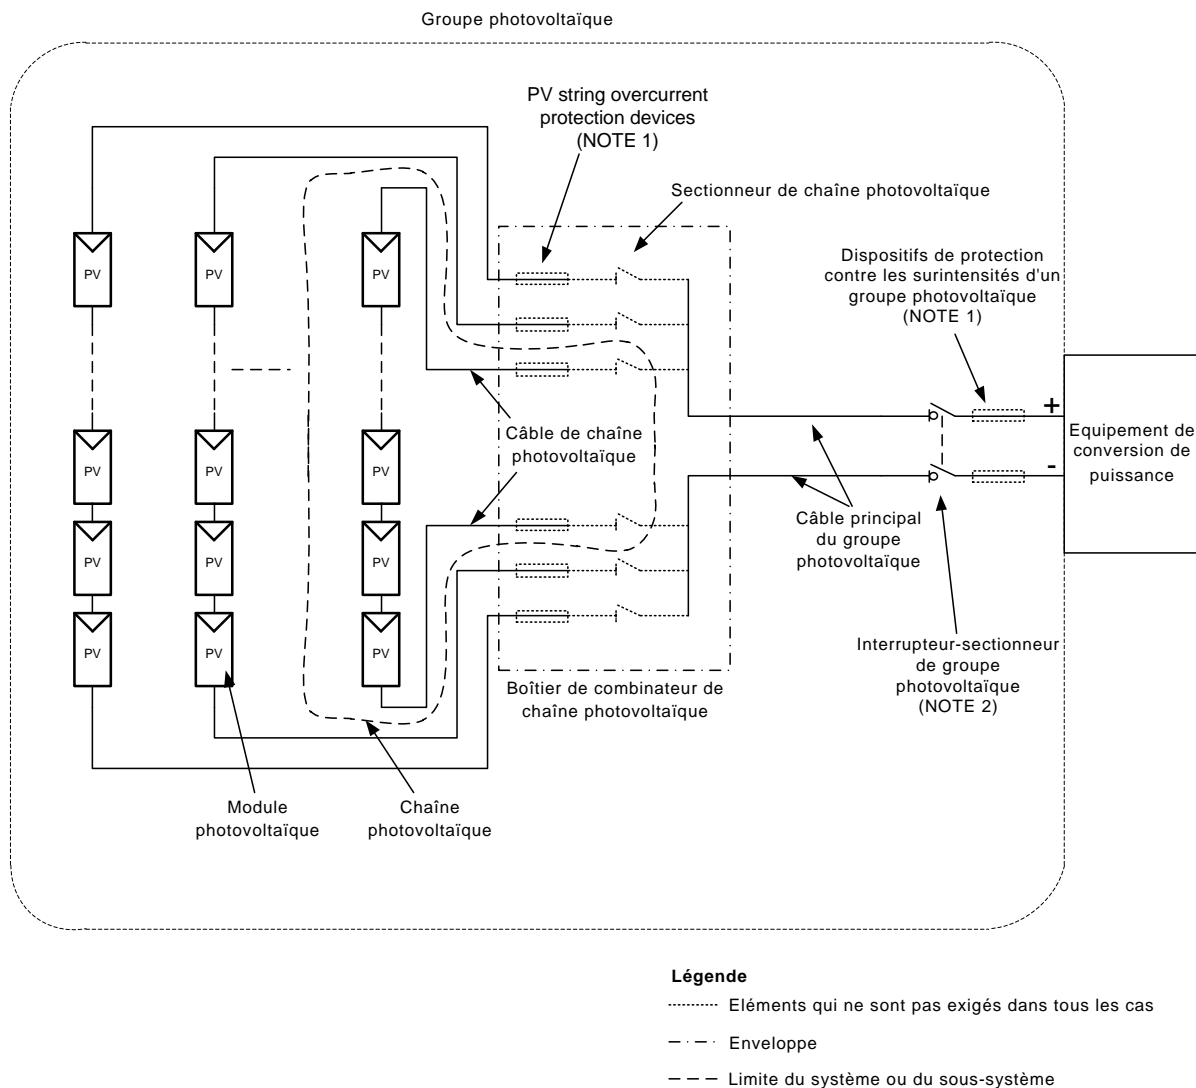 Groupe photovoltaïque
PV string overcurrent
protection devices
(NOTE 1)
Sectionneur de chaîne photovoltaïque
Dispositifs de protection
contre les surintensités d'un
groupe photovoltaïque
(NOTE 1)
PV
PV
PV
+
-
Equipement de
conversion de
puissance
Câble de chaîne
photovoltaïque
PV
PV
PV
Câble principal
du groupe
photovoltaïque
PV
PV
PV
PV
PV
PV
Interrupteur-sectionneur
de groupe
photovoltaïque
(NOTE 2)
Boîtier de combinateur de
chaîne photovoltaïque
Module
photovoltaïque
Chaîne
photovoltaïque
Légende
Eléments qui ne sont pas exigés dans tous les cas
Enveloppe
Limite du système ou du sous-système